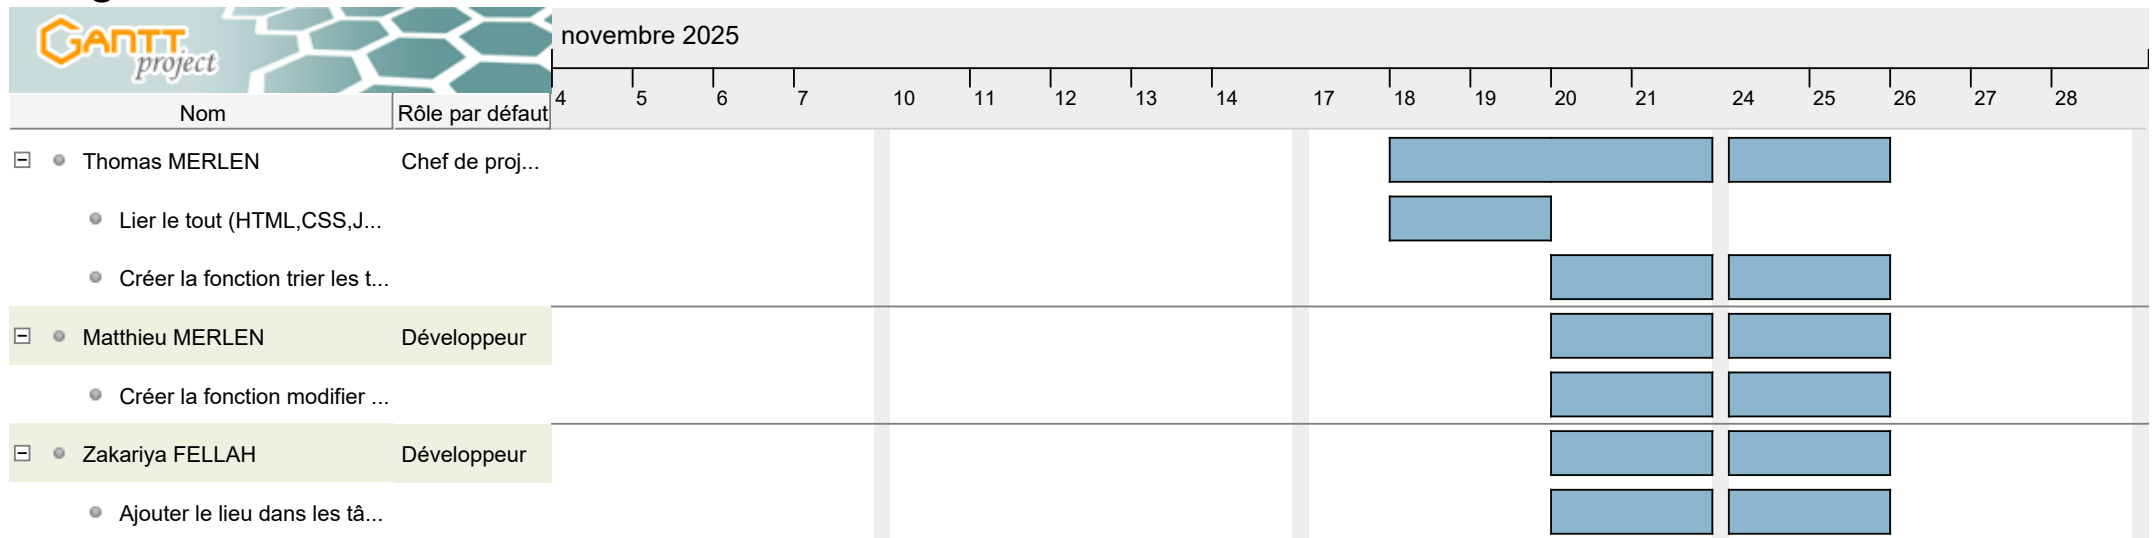 GANTT
project
novembre 2025
4 5 6 7 10 11 12 13 14 17 18 19 20 21 24 25 26 27 28
Nom Rôle par défaut
Thomas MERLEN Chef de proj...
Lier le tout (HTML,CSS,J...
Créer la fonction trier les t...
Matthieu MERLEN Développeur
Créer la fonction modifier ...
Zakariya FELLAH Développeur
Ajouter le lieu dans les tâ...